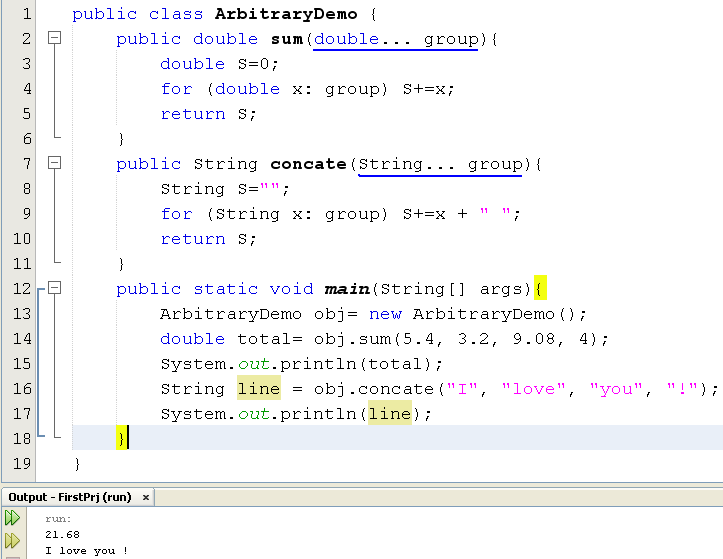 1 public class ArbitraryDemo {
2 public double sum(double... group){
3 double S=0;
4 for (double x: group) S+=x;
5 return S;
6 }
7 public String concate(String... group){
8 String S="";
9 for (String x: group) S+=x + " ";
10 return S;
11 }
12 public static void main(String[] args){
13 ArbitraryDemo obj= new ArbitraryDemo();
14 double total= obj.sum(5.4, 3.2, 9.08, 4);
15 System.out.println(total);
16 String line = obj.concate("I", "love", "you", "!");
17 System.out.println(line);
18 }
19 }
Output - FirstPrj (run) ×
run:
21.68
I love you !